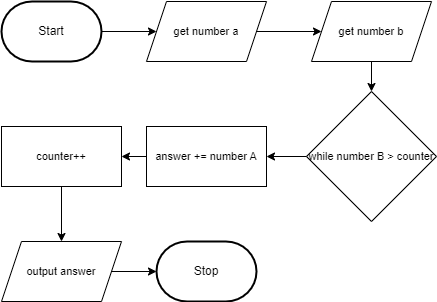 Start
get number a
get number b
while number B > counter
answer += number A
counter++
output answer
Stop